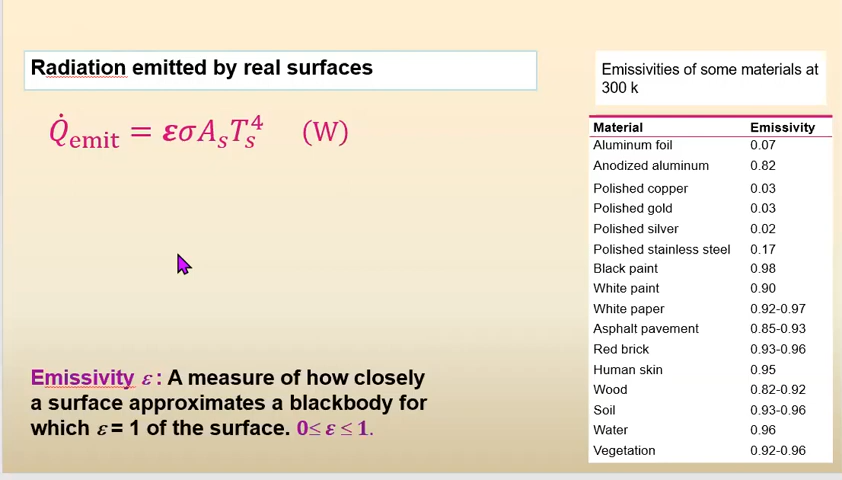 Radiation emitted by real surfaces
Q̇emit = εσAₛTₛ⁴ (W)
Emissivity ε : A measure of how closely
a surface approximates a blackbody for
which ε = 1 of the surface. 0≤ ε ≤ 1.
Emissivities of some materials at
300 k
Material Emissivity
Aluminum foil 0.07
Anodized aluminum 0.82
Polished copper 0.03
Polished gold 0.03
Polished silver 0.02
Polished stainless steel 0.17
Black paint 0.98
White paint 0.90
White paper 0.92-0.97
Asphalt pavement 0.85-0.93
Red brick 0.93-0.96
Human skin 0.95
Wood 0.82-0.92
Soil 0.93-0.96
Water 0.96
Vegetation 0.92-0.96